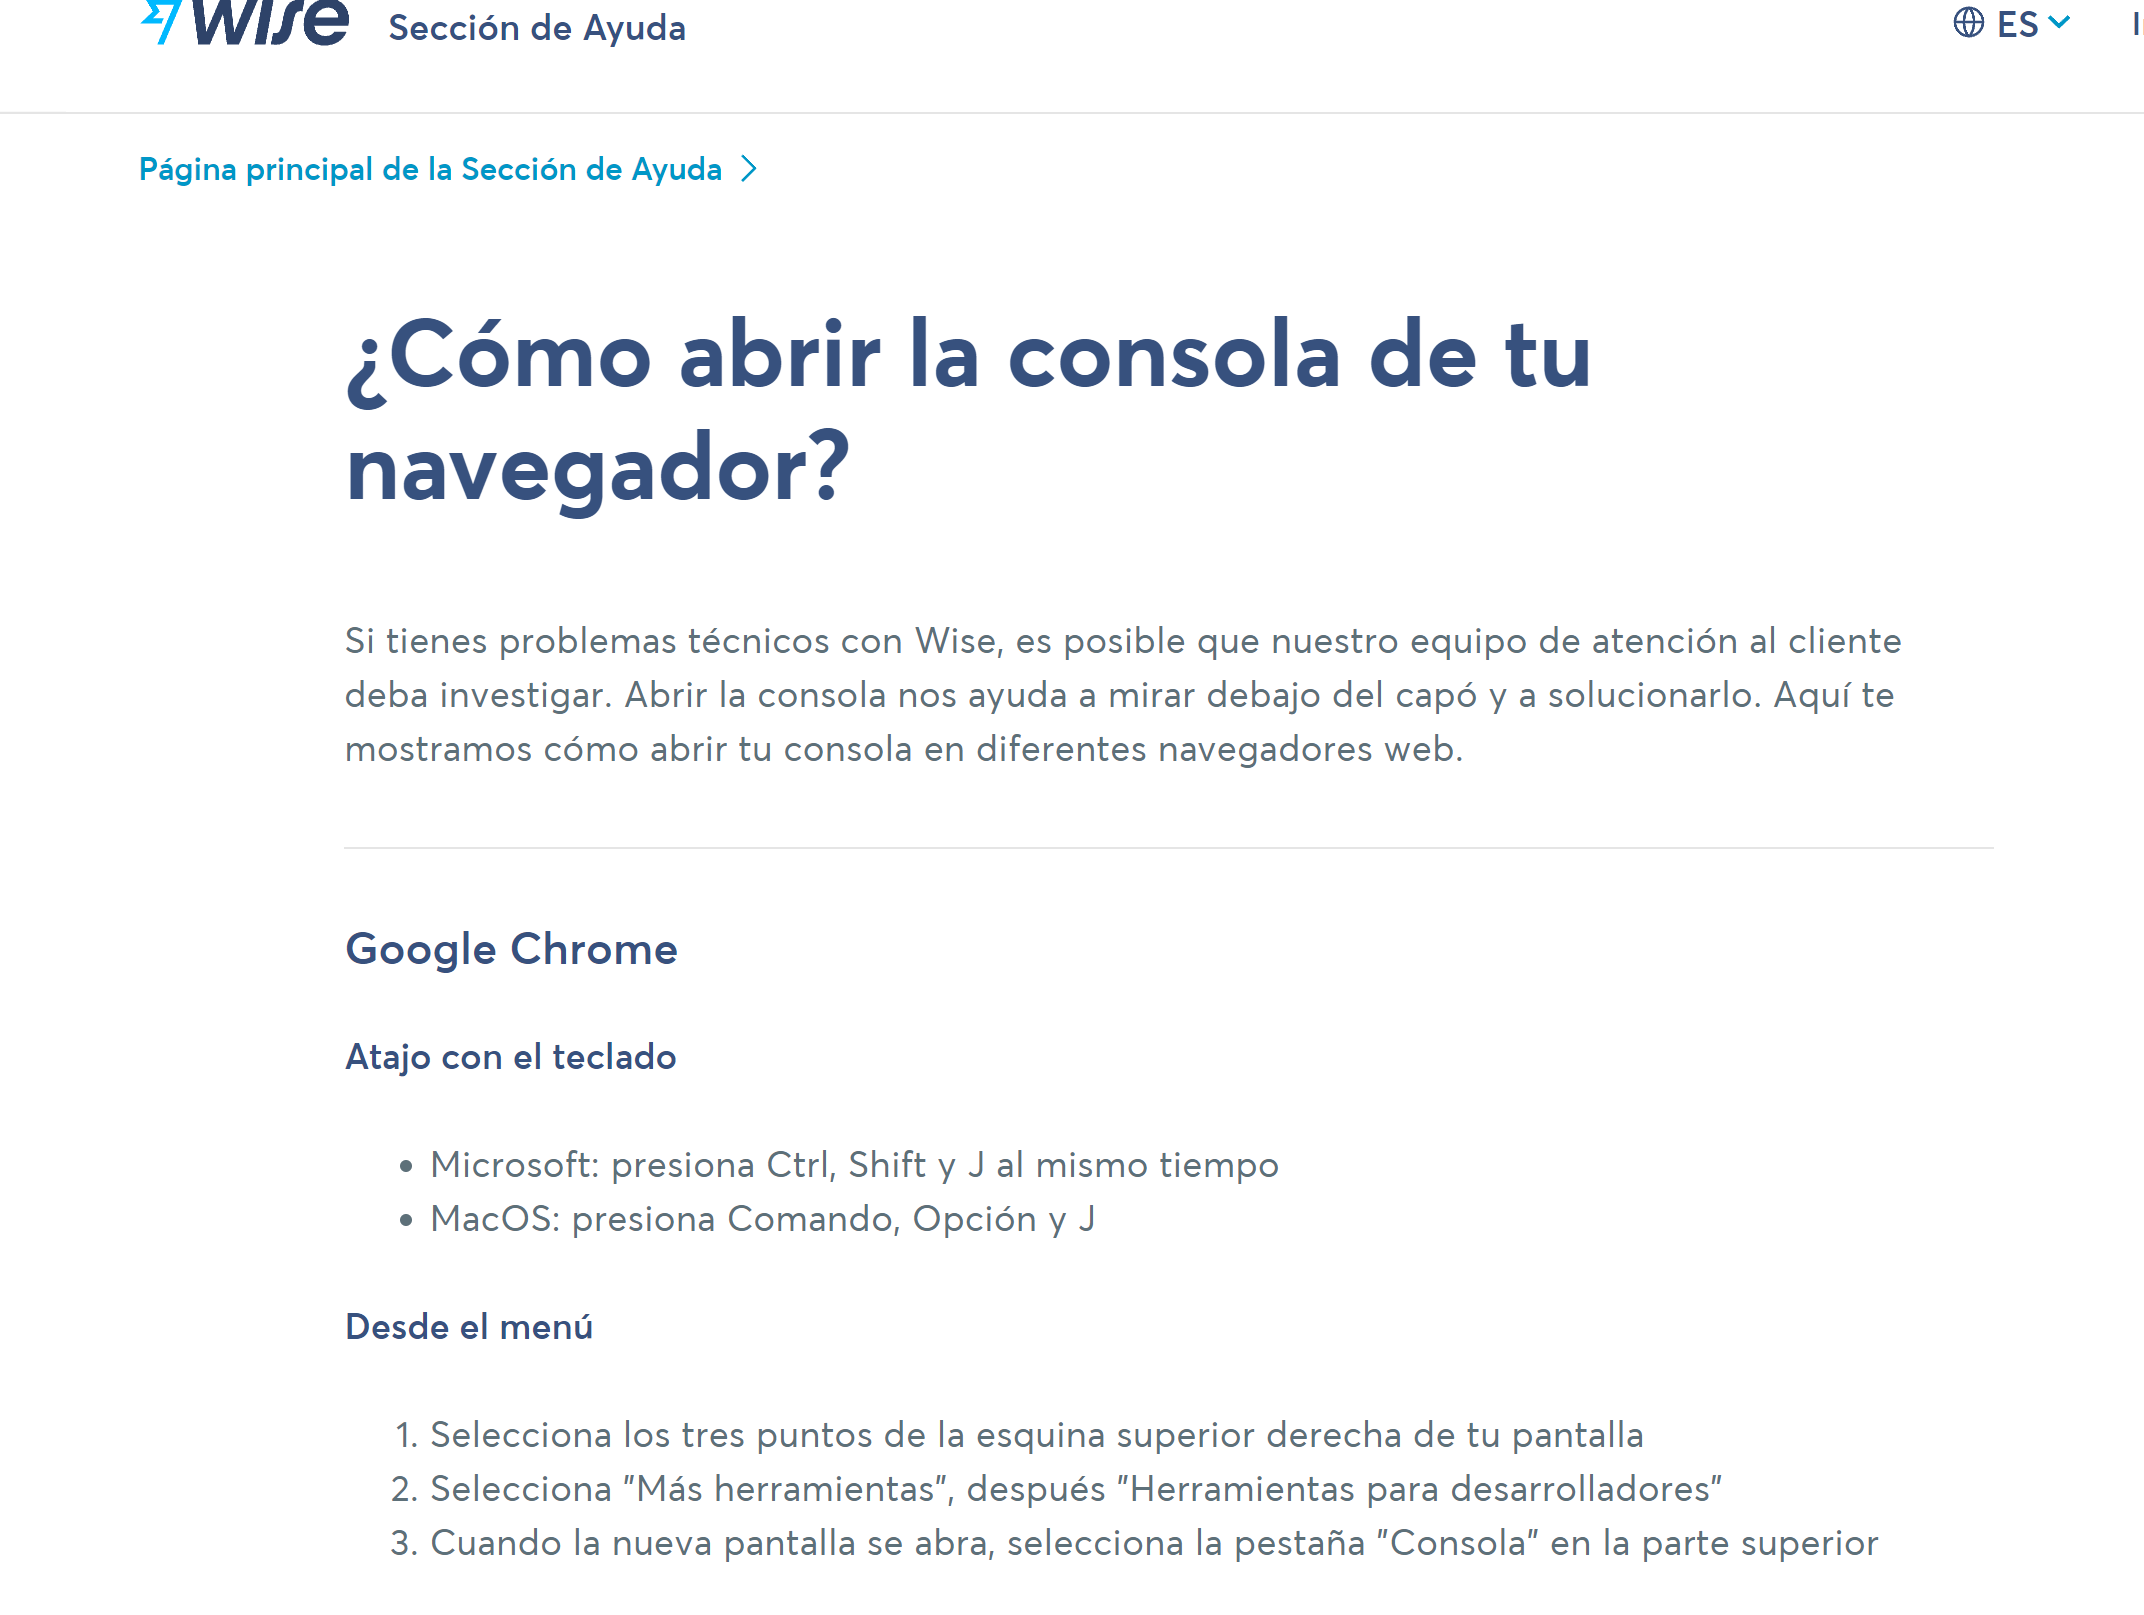 wise Sección de Ayuda ES
Página principal de la Sección de Ayuda
¿Cómo abrir la consola de tu
navegador?
Si tienes problemas técnicos con Wise, es posible que nuestro equipo de atención al cliente
deba investigar. Abrir la consola nos ayuda a mirar debajo del capó y a solucionarlo. Aquí te
mostramos cómo abrir tu consola en diferentes navegadores web.
Google Chrome
Atajo con el teclado
• Microsoft: presiona Ctrl, Shift y J al mismo tiempo
• MacOS: presiona Comando, Opción y J
Desde el menú
1. Selecciona los tres puntos de la esquina superior derecha de tu pantalla
2. Selecciona "Más herramientas", después "Herramientas para desarrolladores"
3. Cuando la nueva pantalla se abra, selecciona la pestaña "Consola" en la parte superior